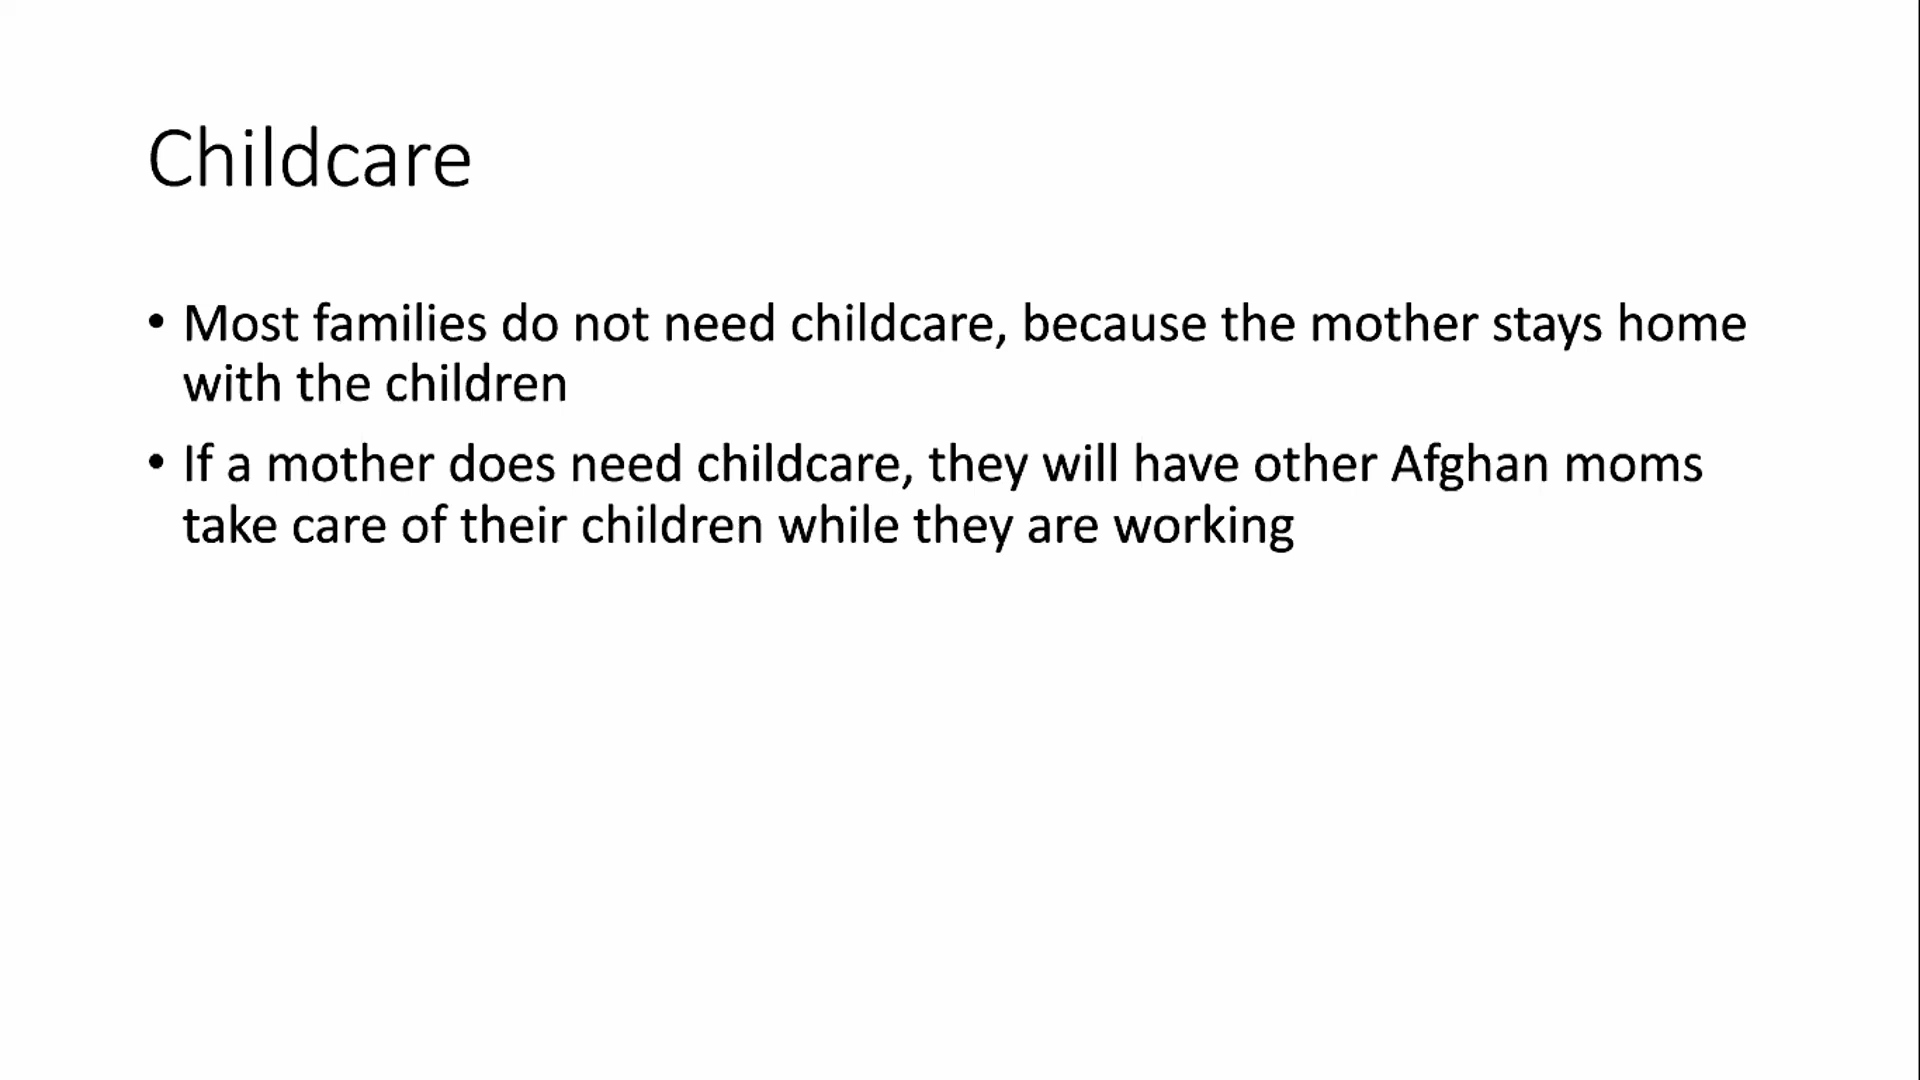 Childcare
• Most families do not need childcare, because the mother stays home
with the children
• If a mother does need childcare, they will have other Afghan moms
take care of their children while they are working